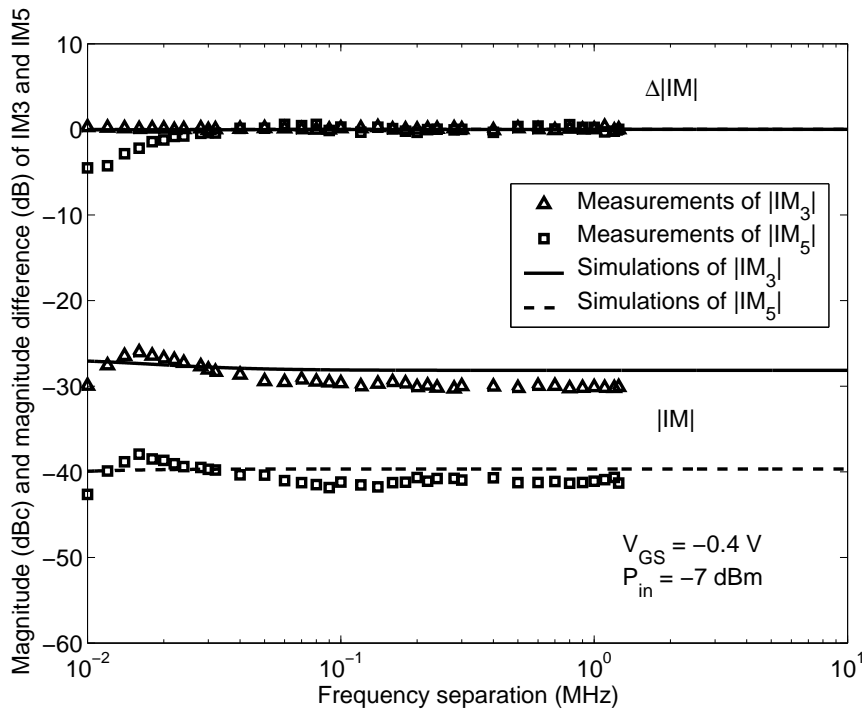 Magnitude (dBc) and magnitude difference (dB) of IM3 and IM5
10
0
−10
−20
−30
−40
−50
−60
Δ|IM|
Measurements of |IM₃|
Measurements of |IM₅|
Simulations of |IM₃|
Simulations of |IM₅|
|IM|
V_GS = −0.4 V
P_in = −7 dBm
10⁻² 10⁻¹ 10⁰ 10¹
Frequency separation (MHz)